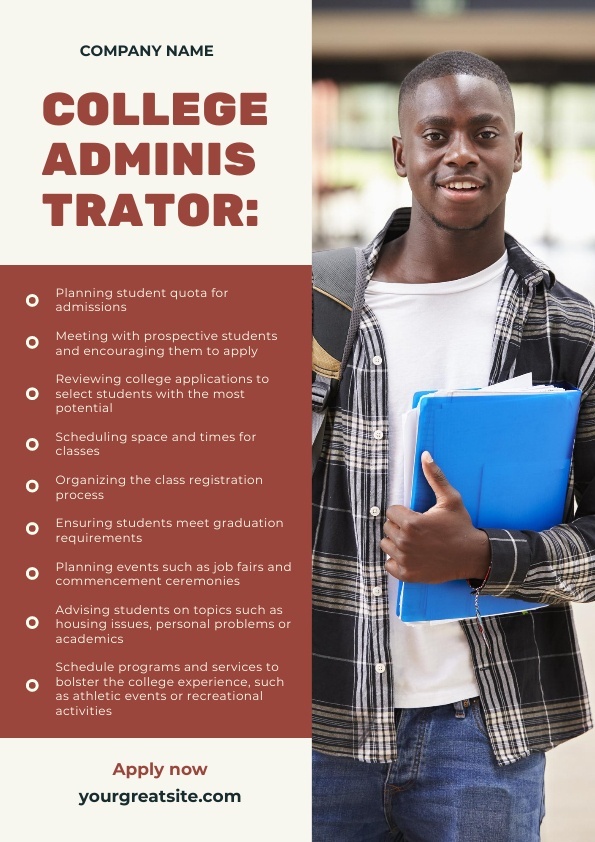 COMPANY NAME
COLLEGE
ADMINIS
TRATOR:
Planning student quota for
admissions
Meeting with prospective students
and encouraging them to apply
Reviewing college applications to
select students with the most
potential
Scheduling space and times for
classes
Organizing the class registration
process
Ensuring students meet graduation
requirements
Planning events such as job fairs and
commencement ceremonies
Advising students on topics such as
housing issues, personal problems or
academics
Schedule programs and services to
bolster the college experience, such
as athletic events or recreational
activities
Apply now
yourgreatsite.com